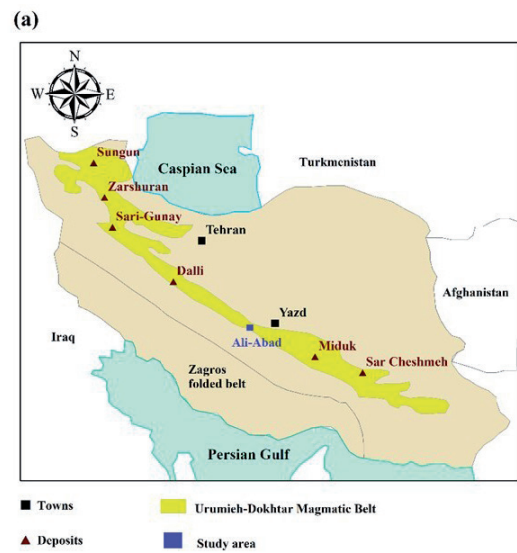 (a)
N
W E
S
Sungun
Caspian Sea
Turkmenistan
Zarshuran
Sari-Gunay
Tehran
Dalli
Afghanistan
Yazd
Iraq
Ali-Abad
Miduk
Sar Cheshmeh
Zagros
folded belt
Persian Gulf
Towns
Urumieh-Dokhtar Magmatic Belt
Deposits
Study area